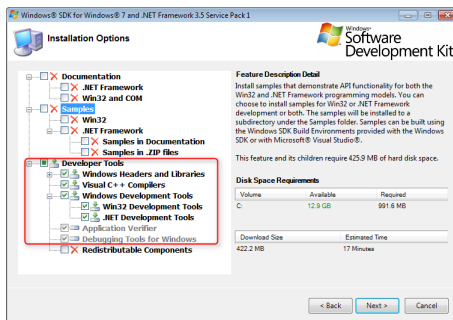 Windows® SDK for Windows® 7 and .NET Framework 3.5 Service Pack 1
Installation Options
Windows®
Software
Development Kit
Documentation
.NET Framework
Win32 and COM
Samples
Win32
.NET Framework
Samples in Documentation
Samples in .ZIP files
Developer Tools
Windows Headers and Libraries
Visual C++ Compilers
Windows Development Tools
Win32 Development Tools
.NET Development Tools
Application Verifier
Debugging Tools for Windows
Redistributable Components
Feature Description Detail
Install samples that demonstrate API functionality for both the
Win32 and .NET Framework programming models. You can
choose to install samples for Win32 or .NET Framework
development or both. The samples will be installed to a
subdirectory under the Samples folder. Samples can be built using
the Windows SDK Build Environments provided with the Windows
SDK or with Microsoft® Visual Studio®.
This feature and its children require 425.9 MB of hard disk space.
Disk Space Requirements
Volume Available Required
C: 12.9 GB 991.6 MB
Download Size Estimated Time
422.2 MB 17 Minutes
< Back Next > Cancel